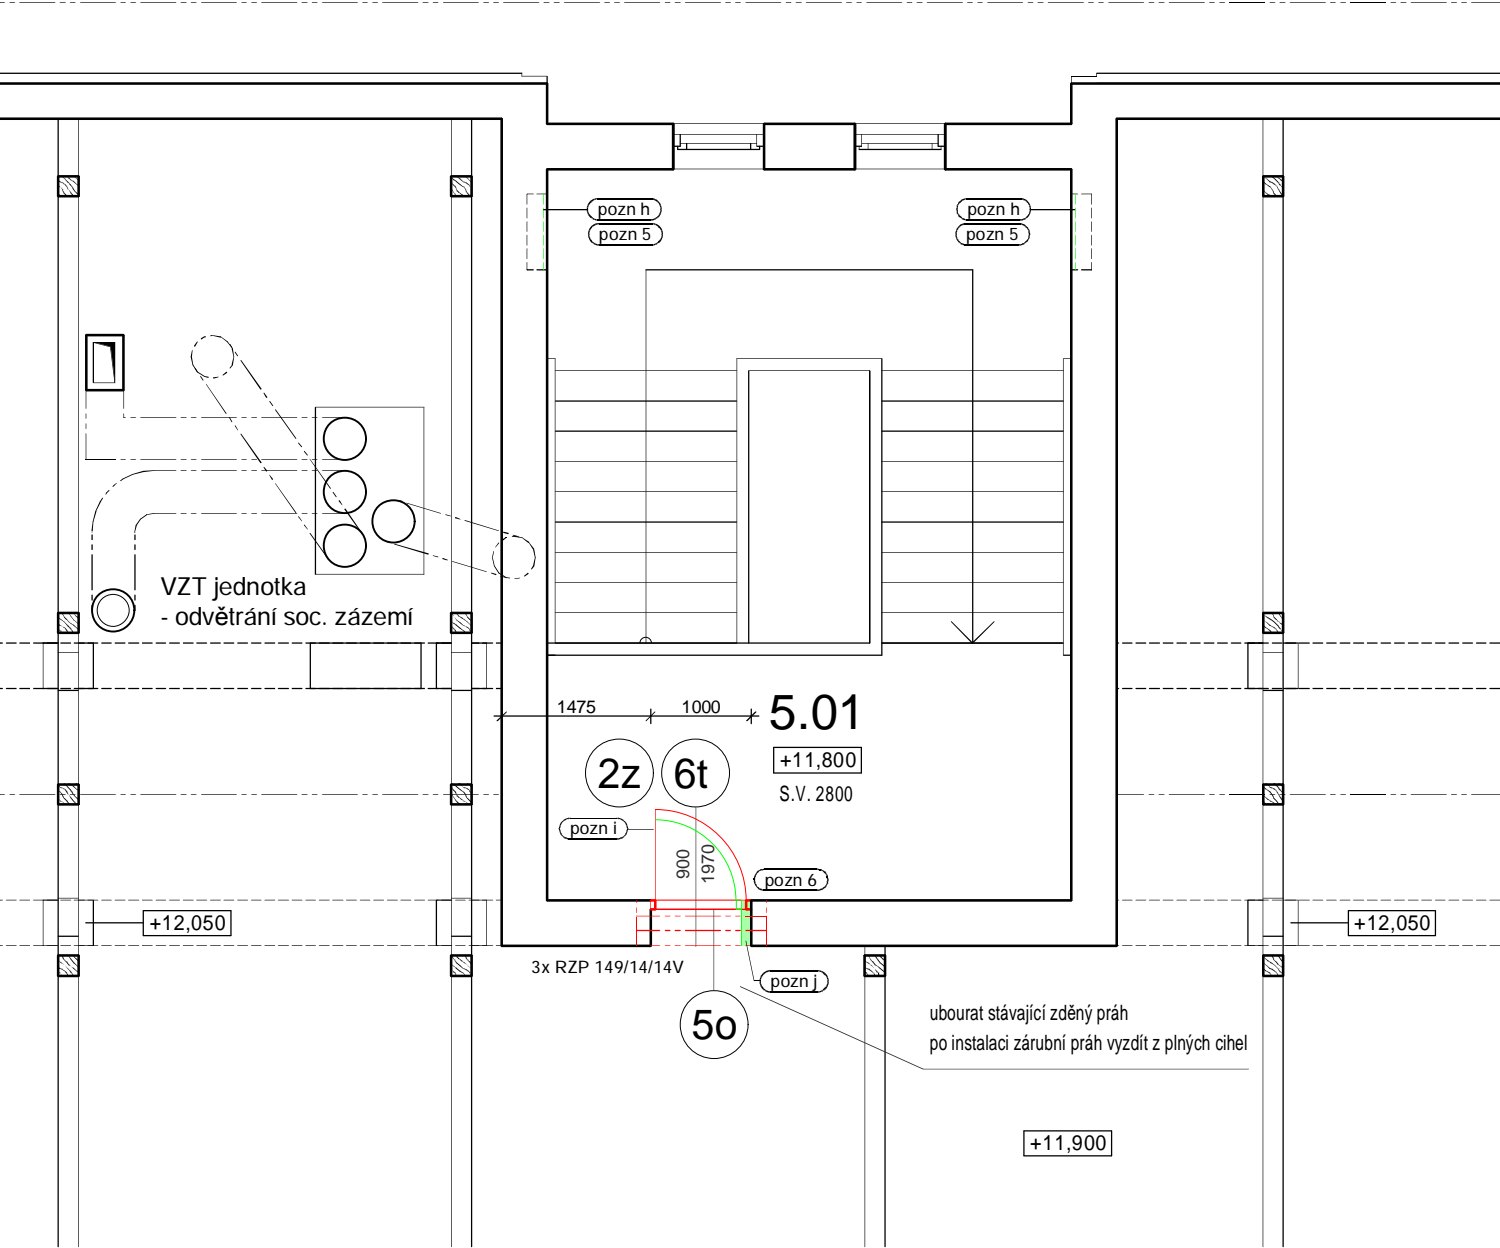 pozn h
pozn h
pozn 5
pozn 5
VZT jednotka
- odvětrání soc. zázemí
1475
1000
5.01
+11,800
S.V. 2800
2z
6t
pozn i
900
1970
pozn 6
+12,050
+12,050
3x RZP 149/14/14V
pozn j
5o
ubourat stávající zděný práh
po instalaci zárubní práh vyzdít z plných cihel
+11,900